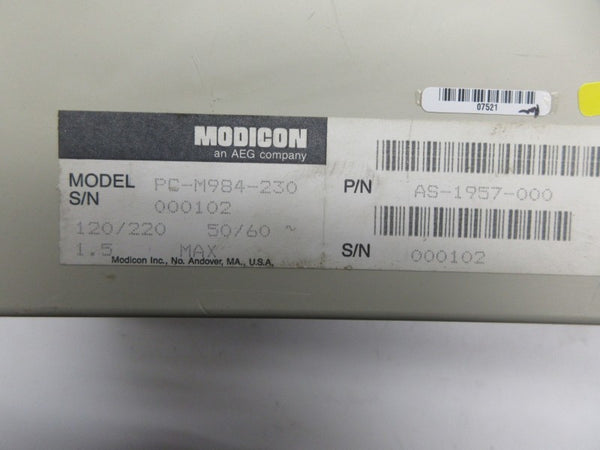 07521
MODICON
an AEG company
MODEL PC-M984-230
S/N 000102
120/220 50/60 ~
1.5 MAX
Modicon Inc., No. Andover, MA., U.S.A.
P/N AS-1957-000
S/N 000102